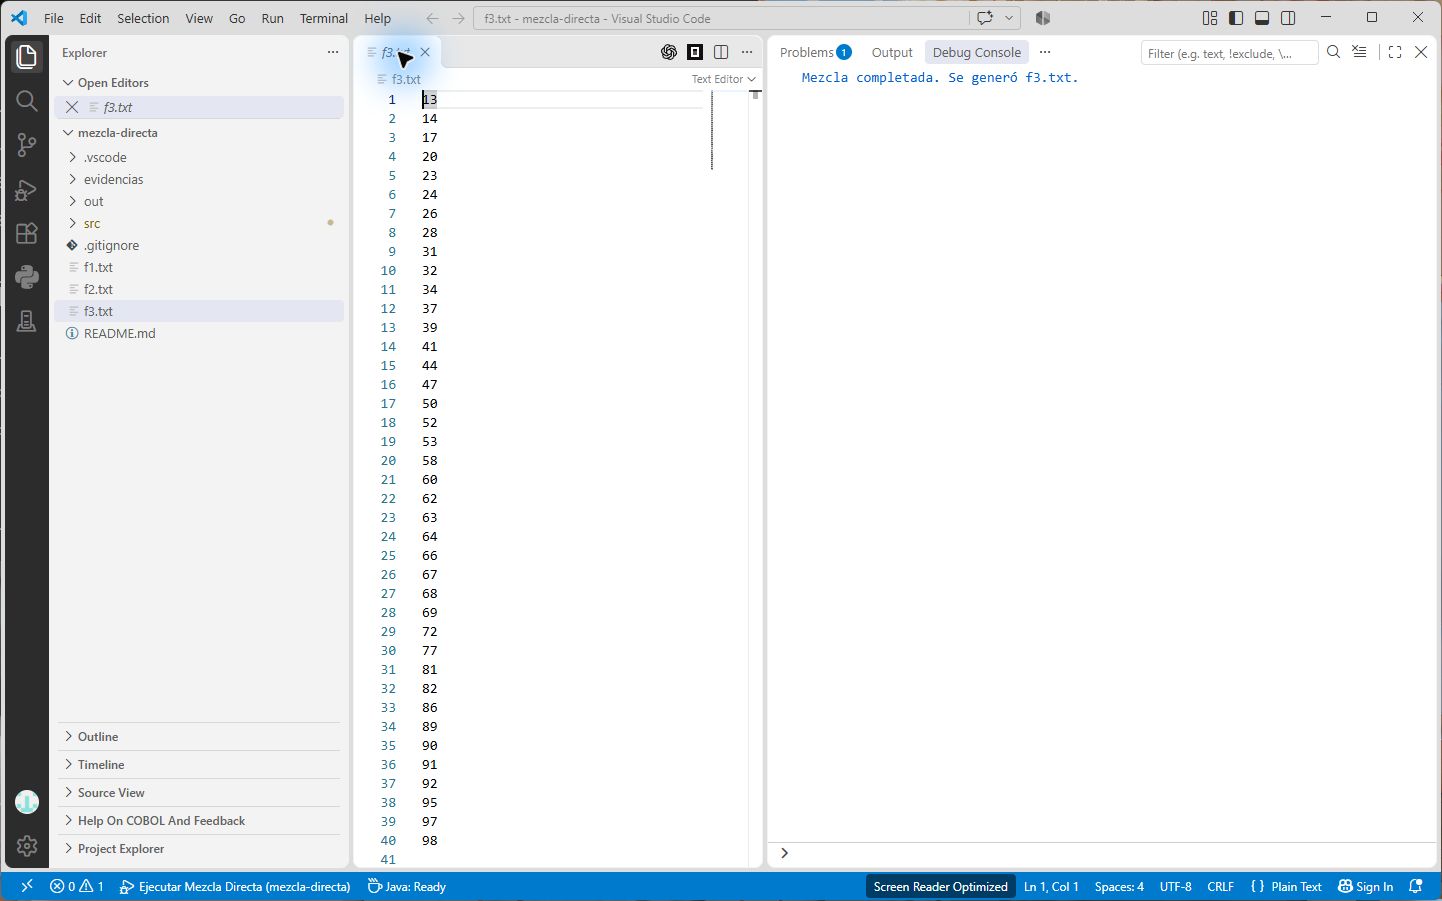 File Edit Selection View Go Run Terminal Help
f3.txt - mezcla-directa - Visual Studio Code
Explorer
Open Editors
f3.txt
mezcla-directa
.vscode
evidencias
out
src
.gitignore
f1.txt
f2.txt
f3.txt
README.md
Outline
Timeline
Source View
Help On COBOL And Feedback
Project Explorer
f3.txt
f3.txt
Text Editor
1 13
2 14
3 17
4 20
5 23
6 24
7 26
8 28
9 31
10 32
11 34
12 37
13 39
14 41
15 44
16 47
17 50
18 52
19 53
20 58
21 60
22 62
23 63
24 64
25 66
26 67
27 68
28 69
29 72
30 77
31 81
32 82
33 86
34 89
35 90
36 91
37 92
38 95
39 97
40 98
41
Problems 1 Output Debug Console
Filter (e.g. text, !exclude, \...
Mezcla completada. Se generó f3.txt.
0 1 Ejecutar Mezcla Directa (mezcla-directa) Java: Ready
Screen Reader Optimized Ln 1, Col 1 Spaces: 4 UTF-8 CRLF { } Plain Text Sign In